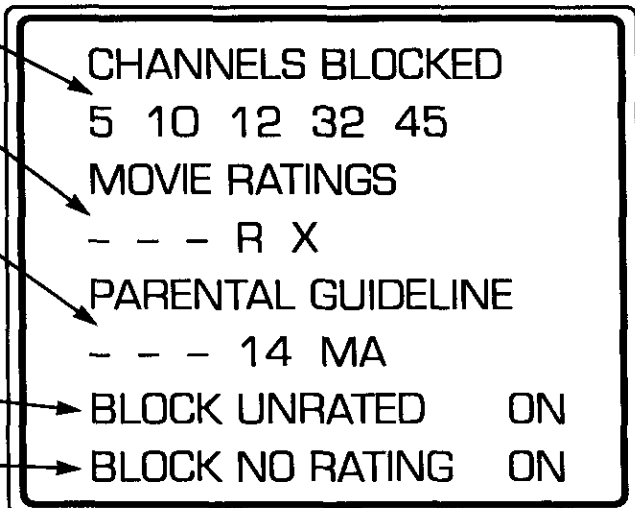 CHANNELS BLOCKED
5 10 12 32 45
MOVIE RATINGS
– – – R X
PARENTAL GUIDELINE
– – – 14 MA
BLOCK UNRATED ON
BLOCK NO RATING ON